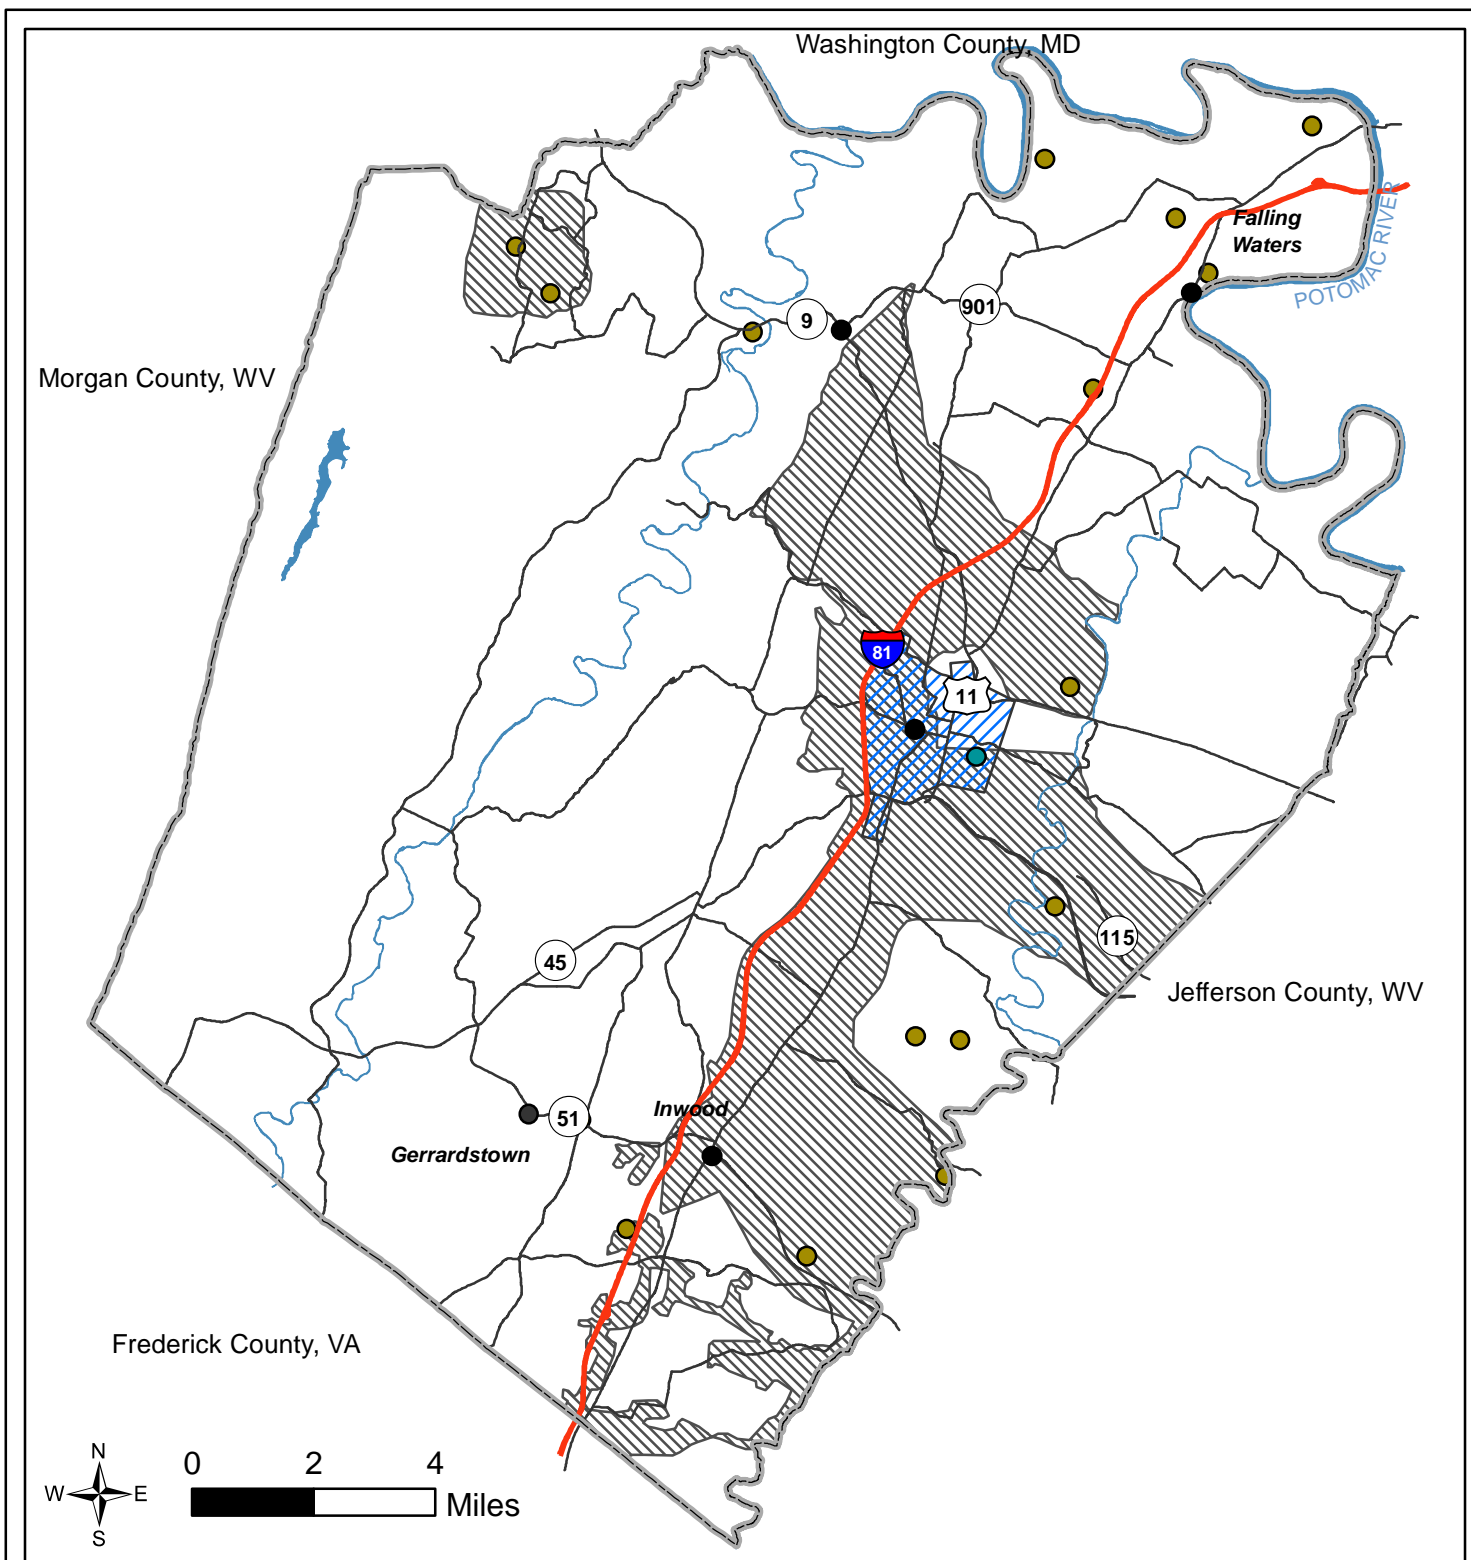 Washington County, MD
Falling
Waters
POTOMAC RIVER
901
9
Morgan County, WV
81
11
115
45
Jefferson County, WV
Inwood
51
Gerrardstown
Frederick County, VA
N
W E
S
0 2 4
Miles